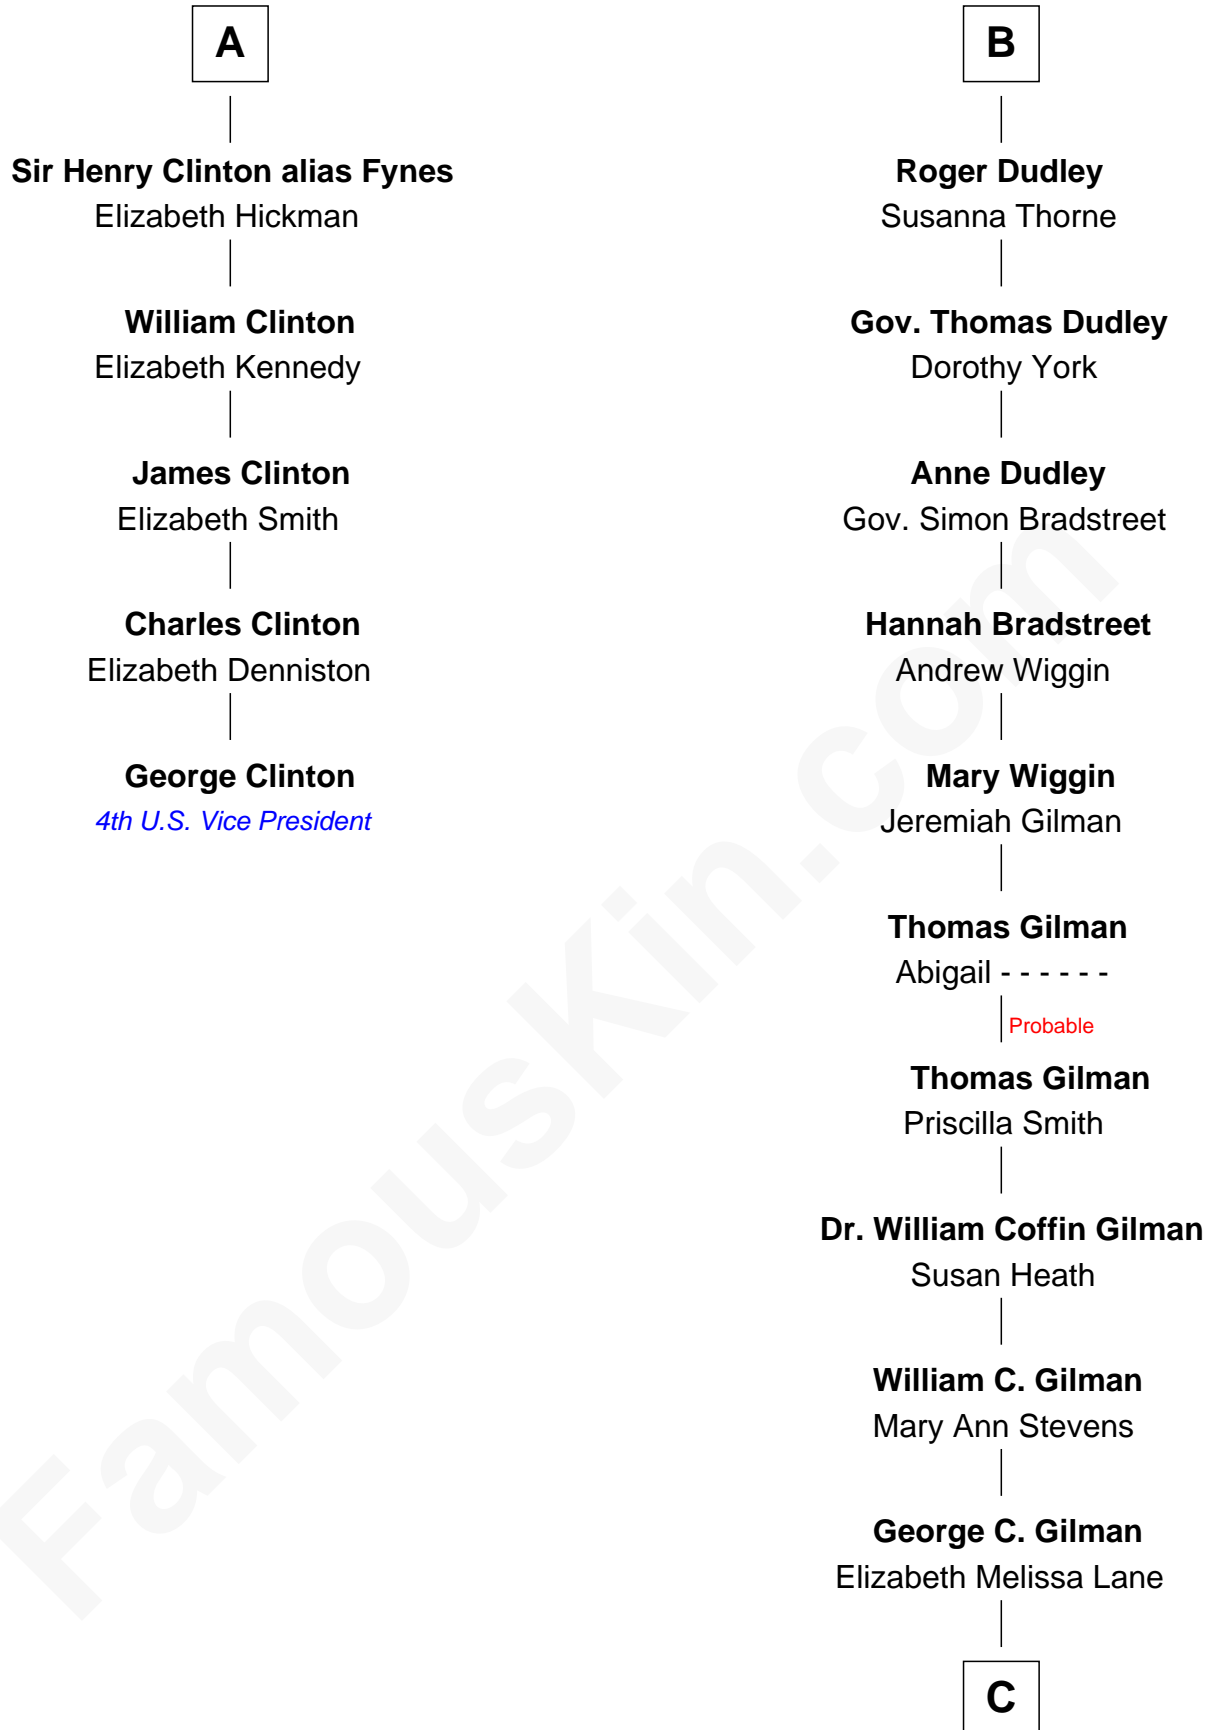 A
Sir Henry Clinton alias Fynes
Elizabeth Hickman
William Clinton
Elizabeth Kennedy
James Clinton
Elizabeth Smith
Charles Clinton
Elizabeth Denniston
George Clinton
4th U.S. Vice President
B
Roger Dudley
Susanna Thorne
Gov. Thomas Dudley
Dorothy York
Anne Dudley
Gov. Simon Bradstreet
Hannah Bradstreet
Andrew Wiggin
Mary Wiggin
Jeremiah Gilman
Thomas Gilman
Abigail - - - - - -
Probable
Thomas Gilman
Priscilla Smith
Dr. William Coffin Gilman
Susan Heath
William C. Gilman
Mary Ann Stevens
George C. Gilman
Elizabeth Melissa Lane
C
FamousKin.com